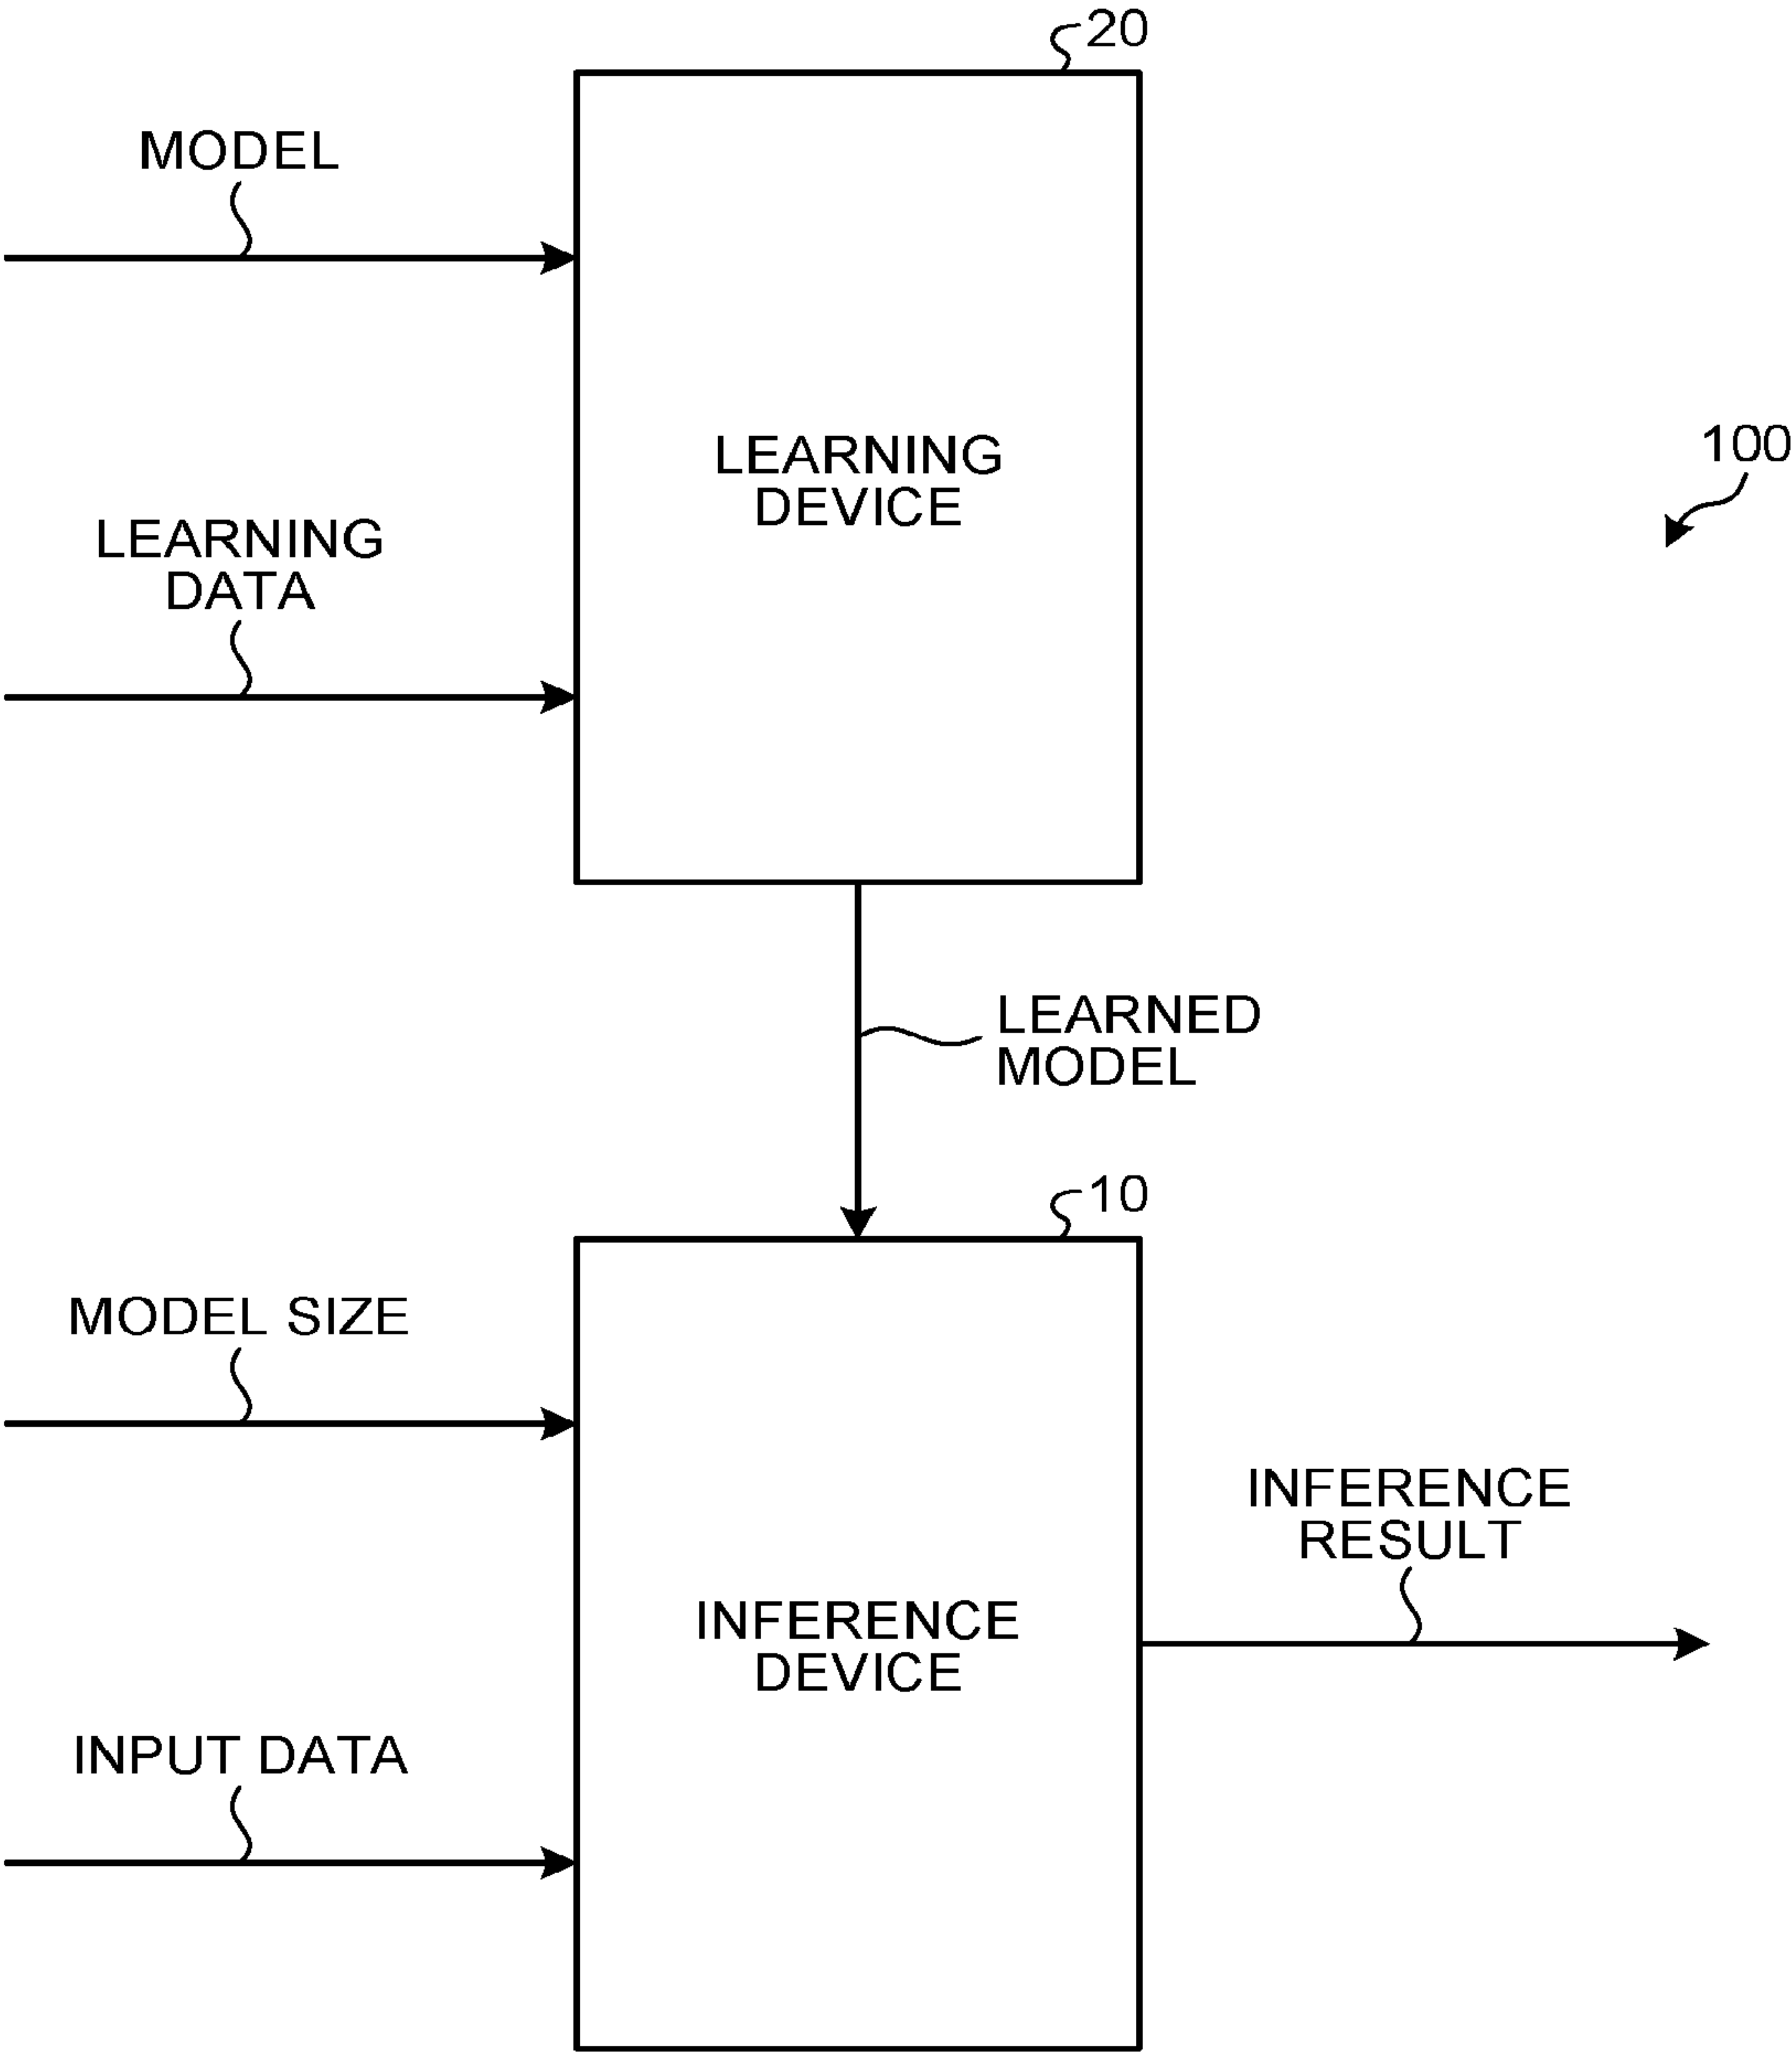 20
MODEL
LEARNING
DEVICE
100
LEARNING
DATA
LEARNED
MODEL
10
MODEL SIZE
INFERENCE
RESULT
INFERENCE
DEVICE
INPUT DATA